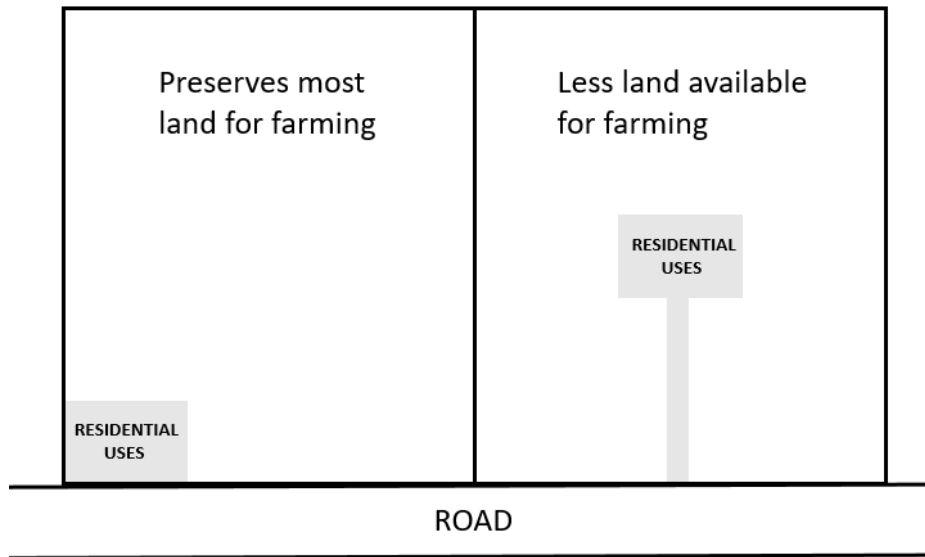 Preserves most
land for farming
Less land available
for farming
RESIDENTIAL
USES
RESIDENTIAL
USES
ROAD